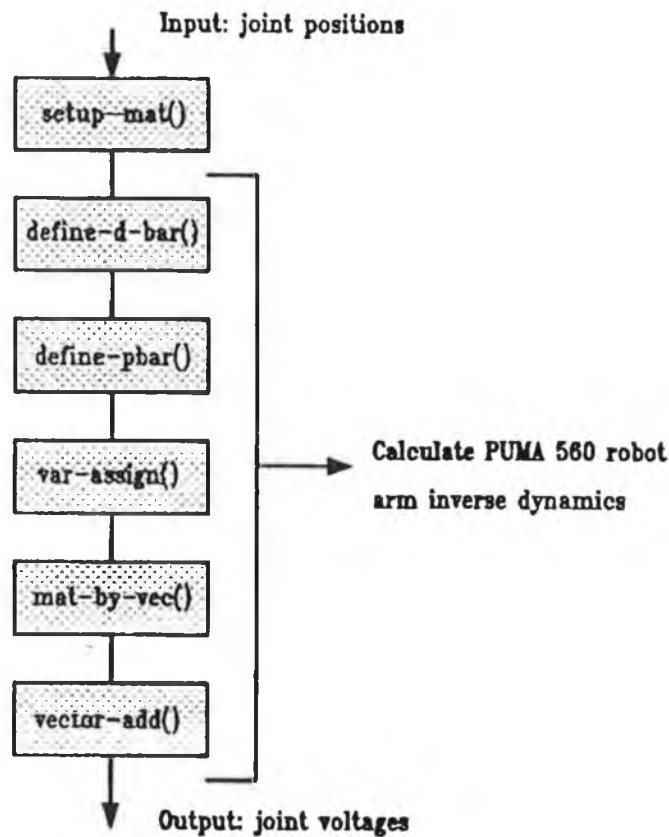 Input: joint positions
setup-mat()
define-d-bar()
define-pbar()
var-assign()
Calculate PUMA 560 robot
arm inverse dynamics
mat-by-vec()
vector-add()
Output: joint voltages